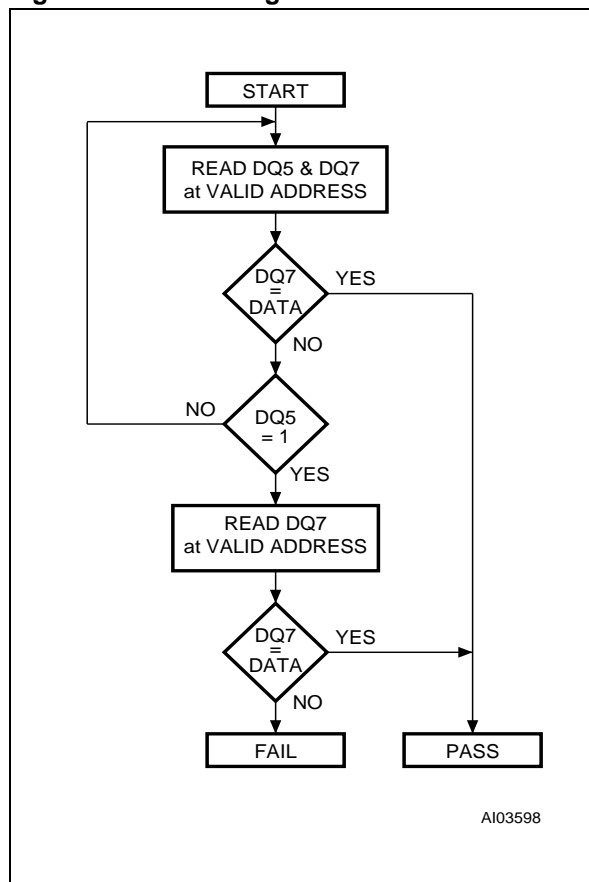 START
READ DQ5 & DQ7
at VALID ADDRESS
DQ7
=
DATA
YES
NO
DQ5
= 1
NO
YES
READ DQ7
at VALID ADDRESS
DQ7
=
DATA
YES
NO
FAIL
PASS
AI03598